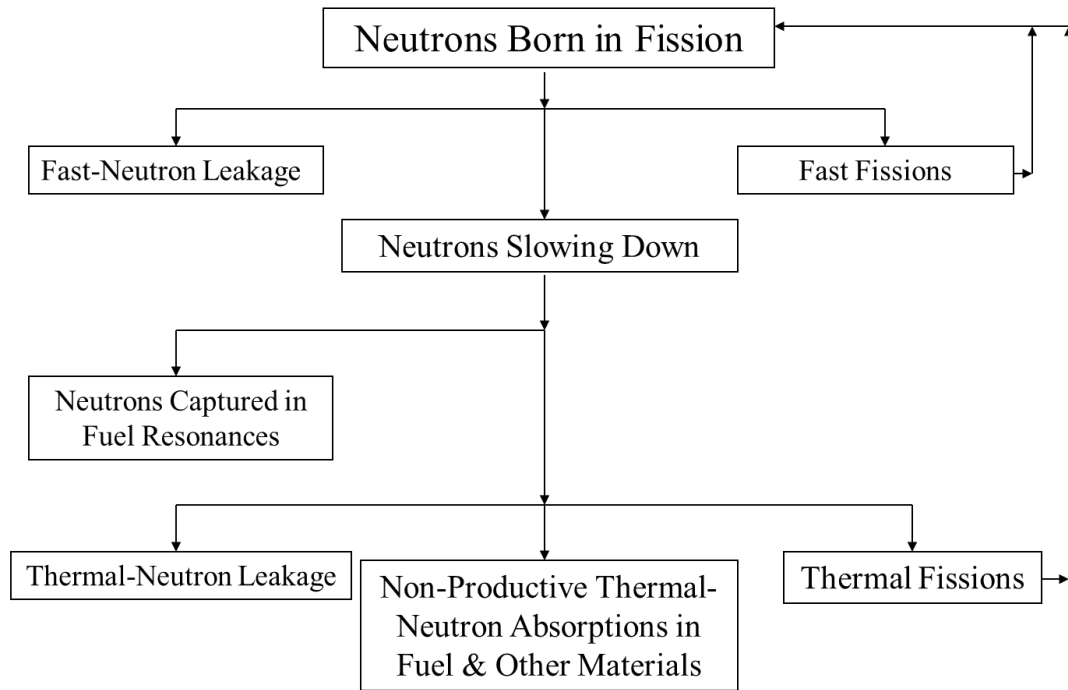 Neutrons Born in Fission
Fast-Neutron Leakage
Fast Fissions
Neutrons Slowing Down
Neutrons Captured in
Fuel Resonances
Thermal-Neutron Leakage
Non-Productive Thermal-
Neutron Absorptions in
Fuel & Other Materials
Thermal Fissions